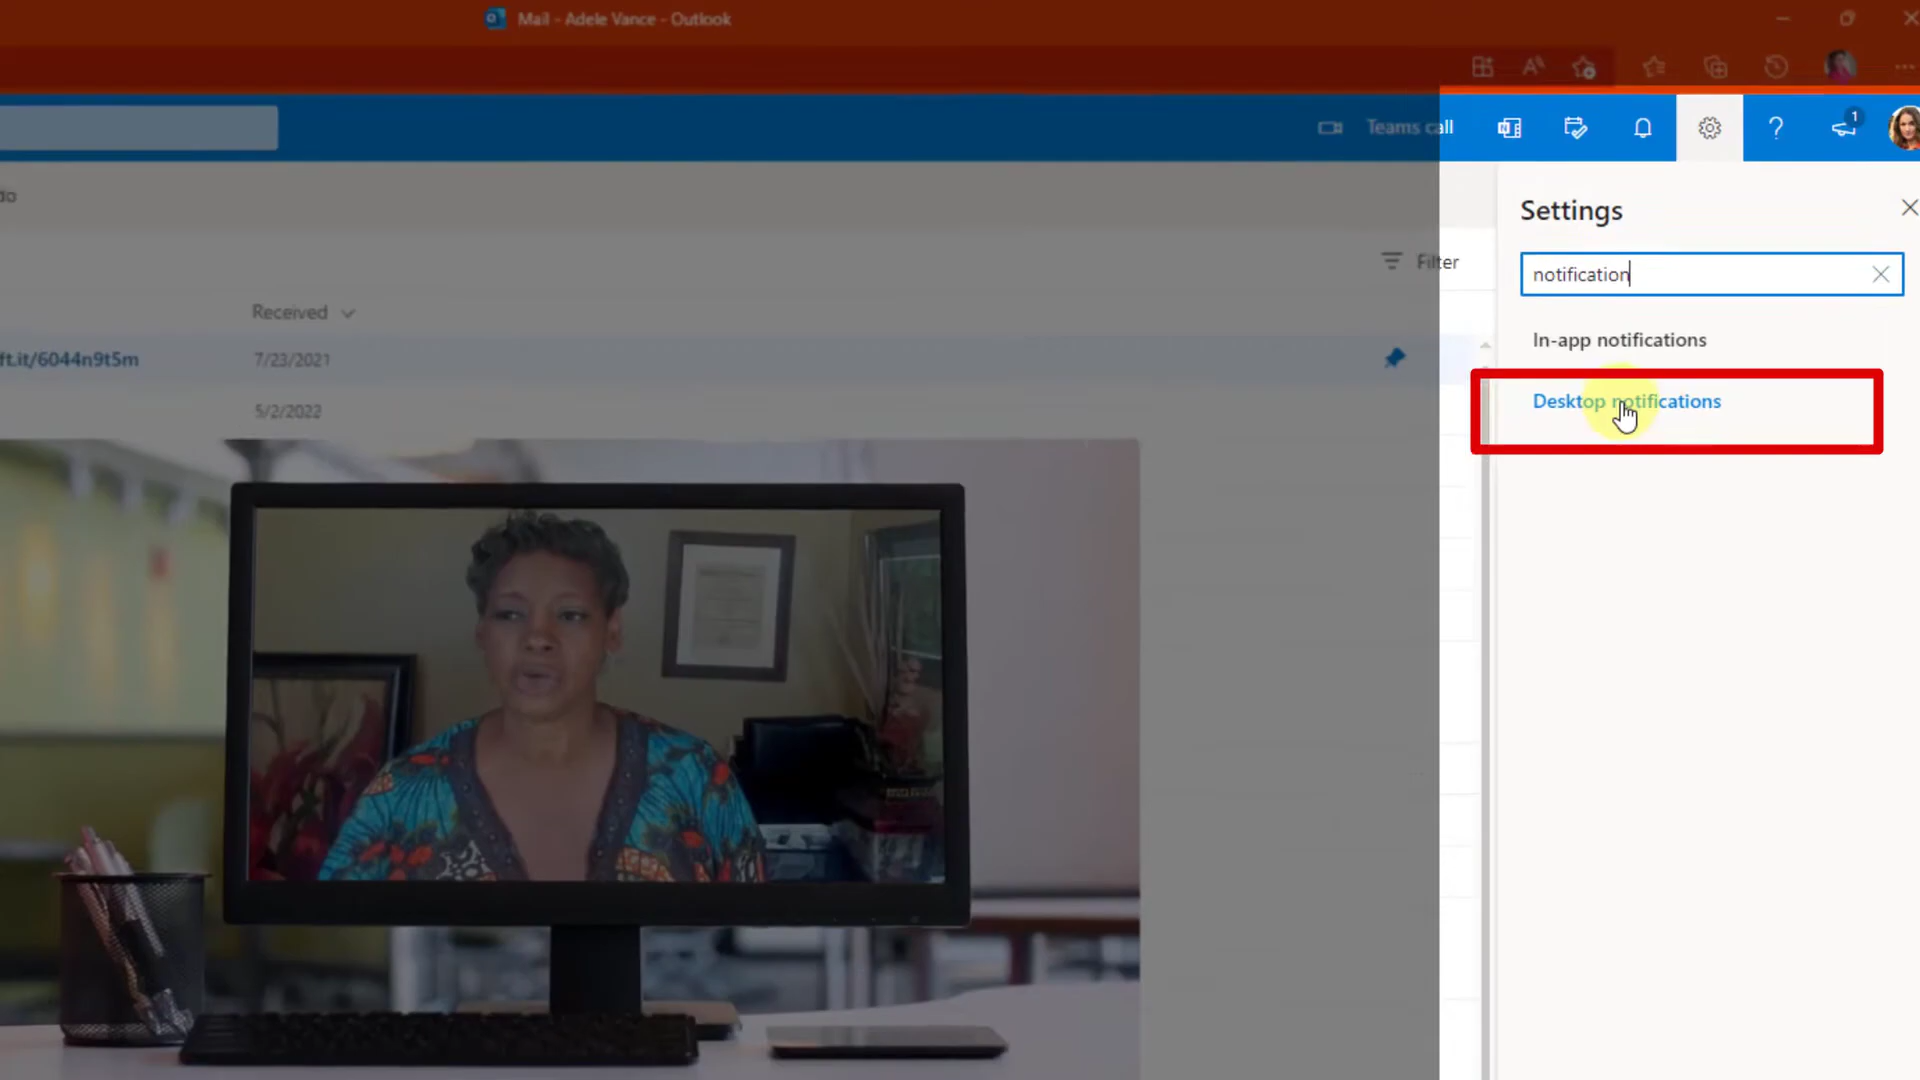 Mail - Adele Vance - Outlook
Teams call
1
do
Settings
Filter
notification
Received
In-app notifications
ft.it/6044n9t5m
7/23/2021
Desktop notifications
5/2/2022